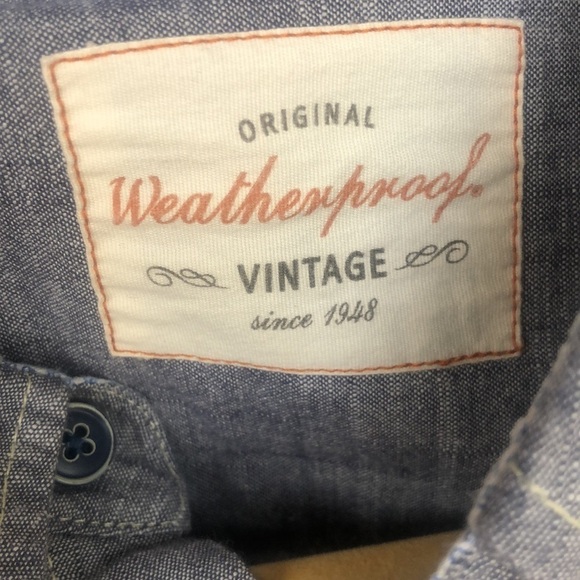 ORIGINAL
Weatherproof.
VINTAGE
since 1948